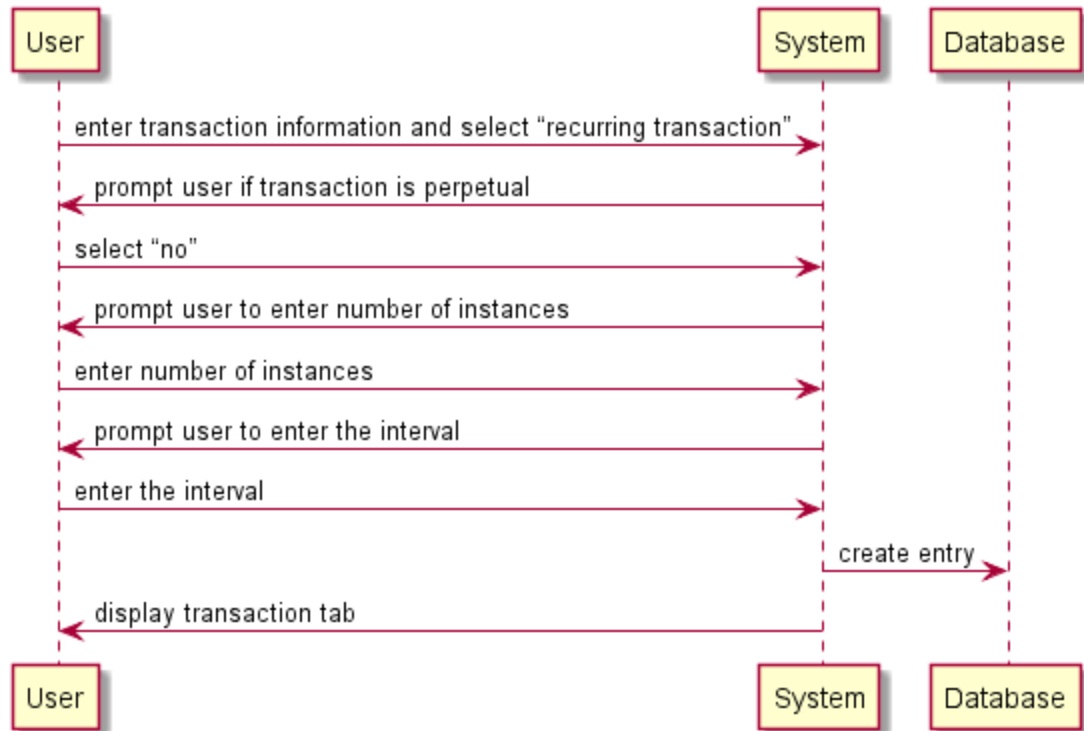 User System Database
enter transaction information and select “recurring transaction”
prompt user if transaction is perpetual
select “no”
prompt user to enter number of instances
enter number of instances
prompt user to enter the interval
enter the interval
create entry
display transaction tab
User System Database